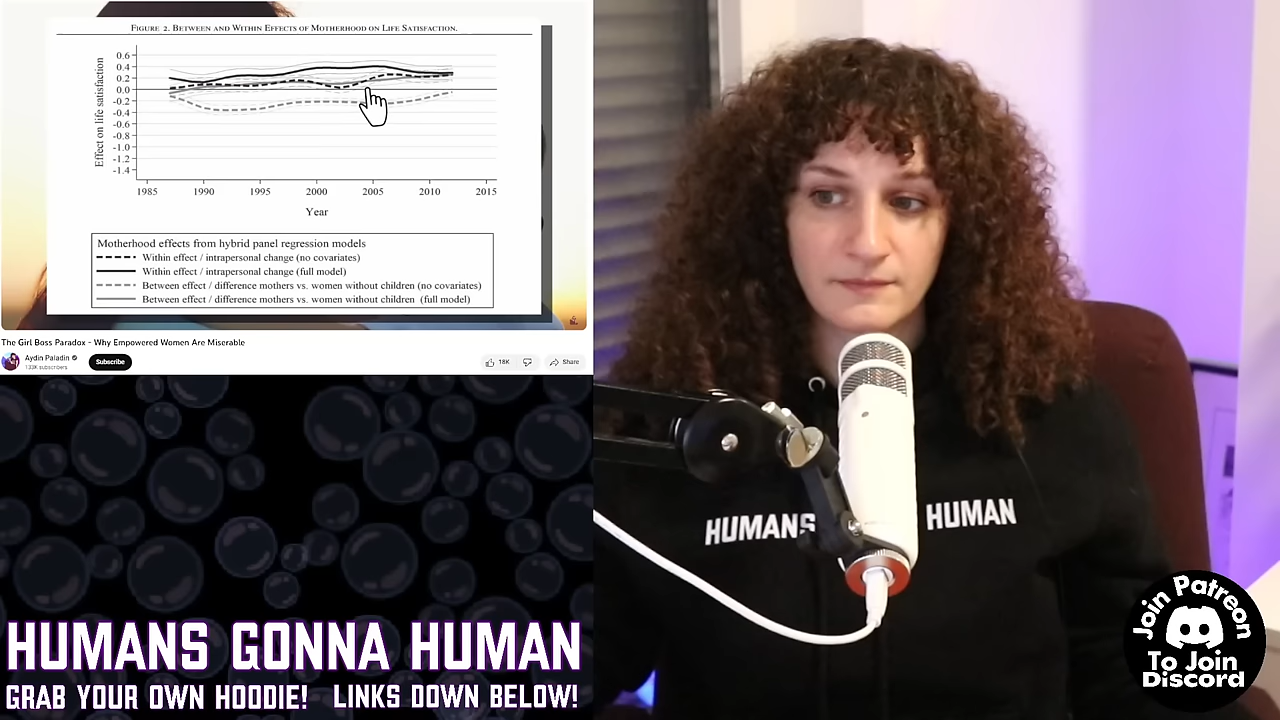 FIGURE 2. BETWEEN AND WITHIN EFFECTS OF MOTHERHOOD ON LIFE SATISFACTION.
Effect on life satisfaction
0.6
0.4
0.2
0.0
-0.2
-0.4
-0.6
-0.8
-1.0
-1.2
-1.4
1985 1990 1995 2000 2005 2010 2015
Year
Motherhood effects from hybrid panel regression models
Within effect / intrapersonal change (no covariates)
Within effect / intrapersonal change (full model)
Between effect / difference mothers vs. women without children (no covariates)
Between effect / difference mothers vs. women without children (full model)
The Girl Boss Paradox - Why Empowered Women Are Miserable
Aydin Paladin
133K subscribers
Subscribe
18K
Share
HUMANS HUMAN
HUMANS GONNA HUMAN
GRAB YOUR OWN HOODIE! LINKS DOWN BELOW!
Join Patreon
To Join
Discord